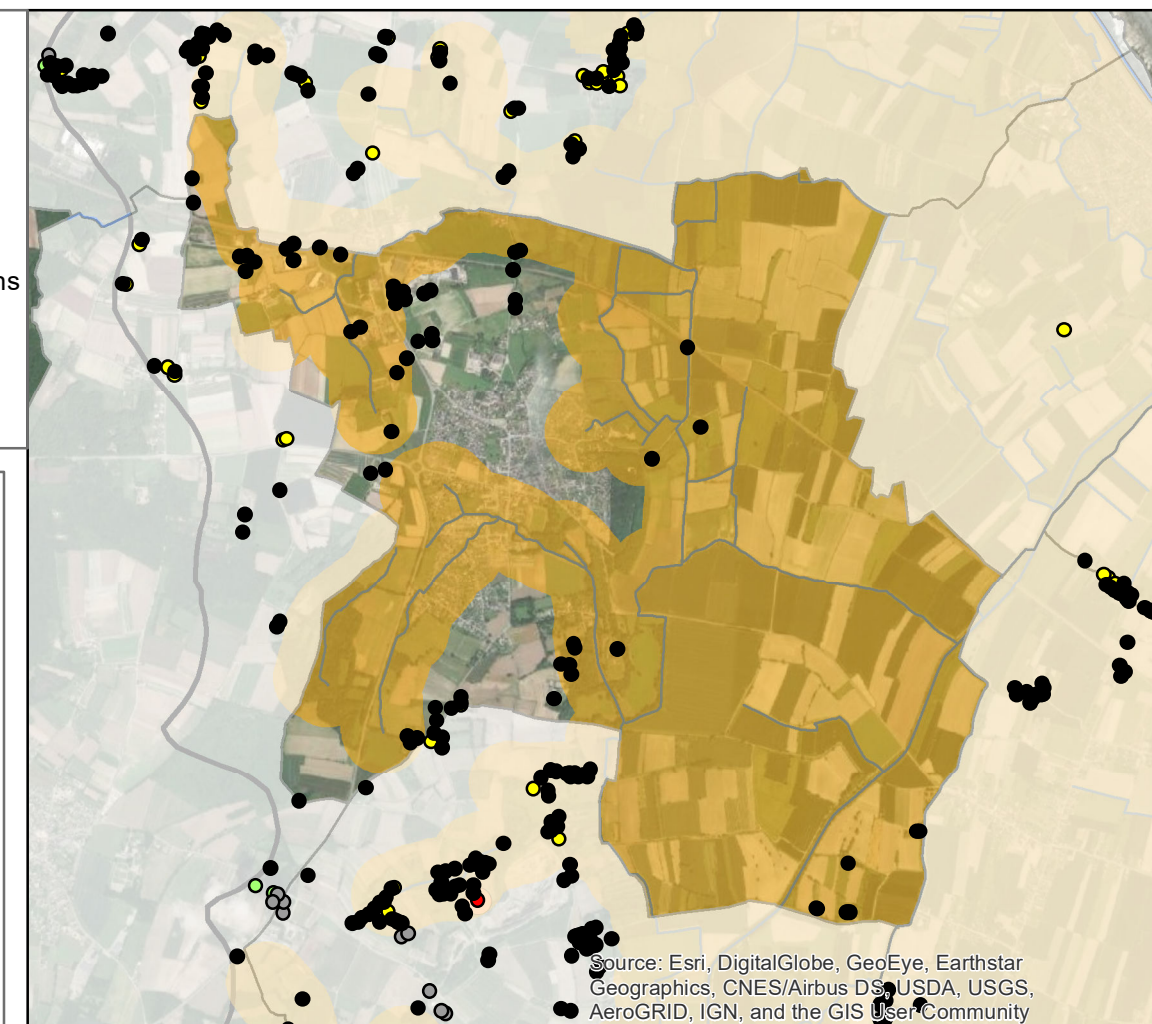 ns
Source: Esri, DigitalGlobe, GeoEye, Earthstar
Geographics, CNES/Airbus DS, USDA, USGS,
AeroGRID, IGN, and the GIS User Community